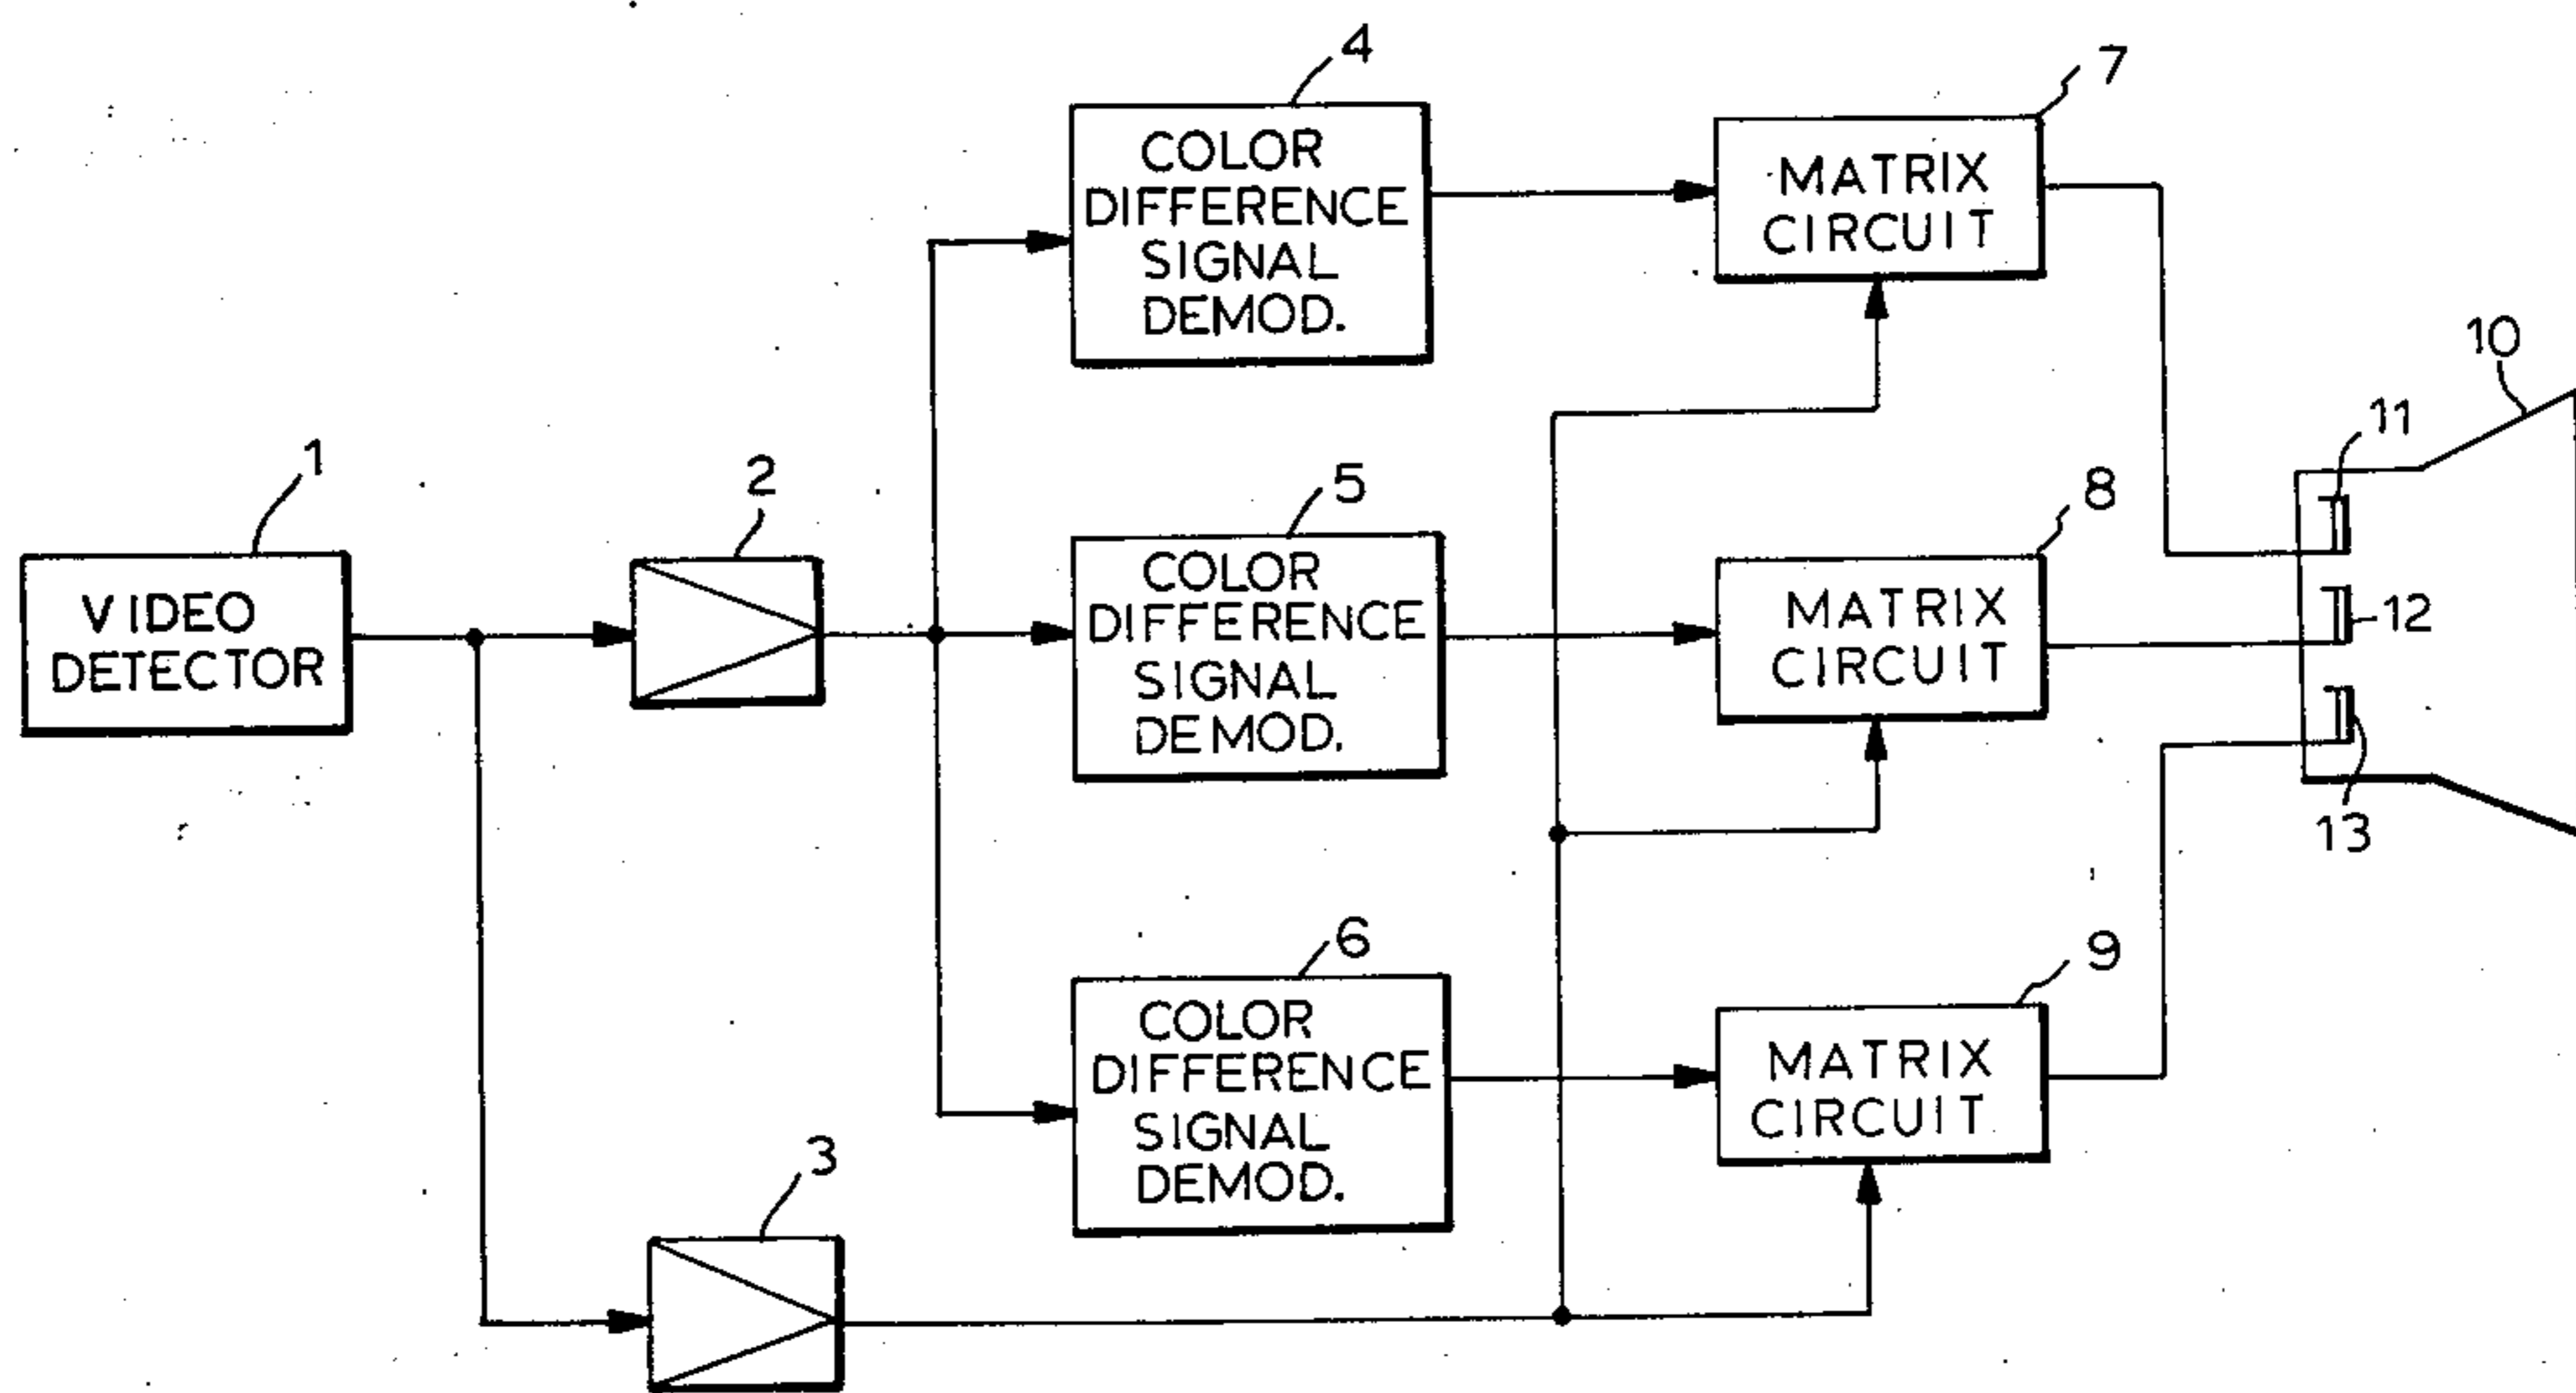 4
7
COLOR
DIFFERENCE
SIGNAL
DEMOD.
MATRIX
CIRCUIT
10
11
1
2
5
8
VIDEO
DETECTOR
COLOR
DIFFERENCE
SIGNAL
DEMOD.
MATRIX
CIRCUIT
12
13
6
9
COLOR
DIFFERENCE
SIGNAL
DEMOD.
MATRIX
CIRCUIT
3